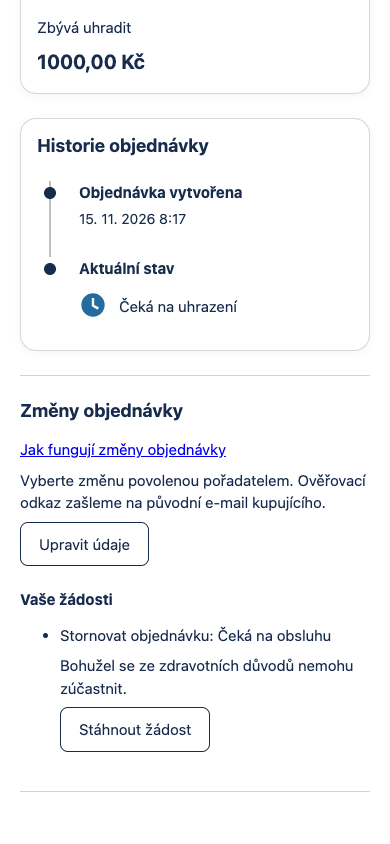 Zbývá uhradit
1000,00 Kč
Historie objednávky
Objednávka vytvořena
15. 11. 2026 8:17
Aktuální stav
Čeká na uhrazení
Změny objednávky
Jak fungují změny objednávky
Vyberte změnu povolenou pořadatelem. Ověřovací
odkaz zašleme na původní e-mail kupujícího.
Upravit údaje
Vaše žádosti
Stornovat objednávku: Čeká na obsluhu
Bohužel se ze zdravotních důvodů nemohu
zúčastnit.
Stáhnout žádost